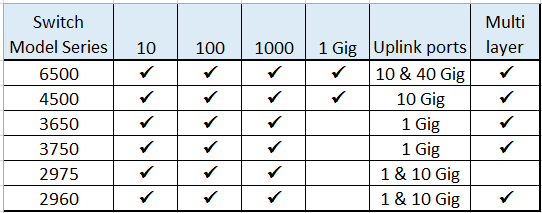 Switch Model Series 10 100 1000 1 Gig Uplink ports Multi layer
6500 ✓ ✓ ✓ ✓ 10 & 40 Gig ✓
4500 ✓ ✓ ✓ ✓ 10 Gig ✓
3650 ✓ ✓ ✓ 1 Gig ✓
3750 ✓ ✓ ✓ 1 Gig ✓
2975 ✓ ✓ ✓ 1 & 10 Gig
2960 ✓ ✓ ✓ 1 & 10 Gig ✓